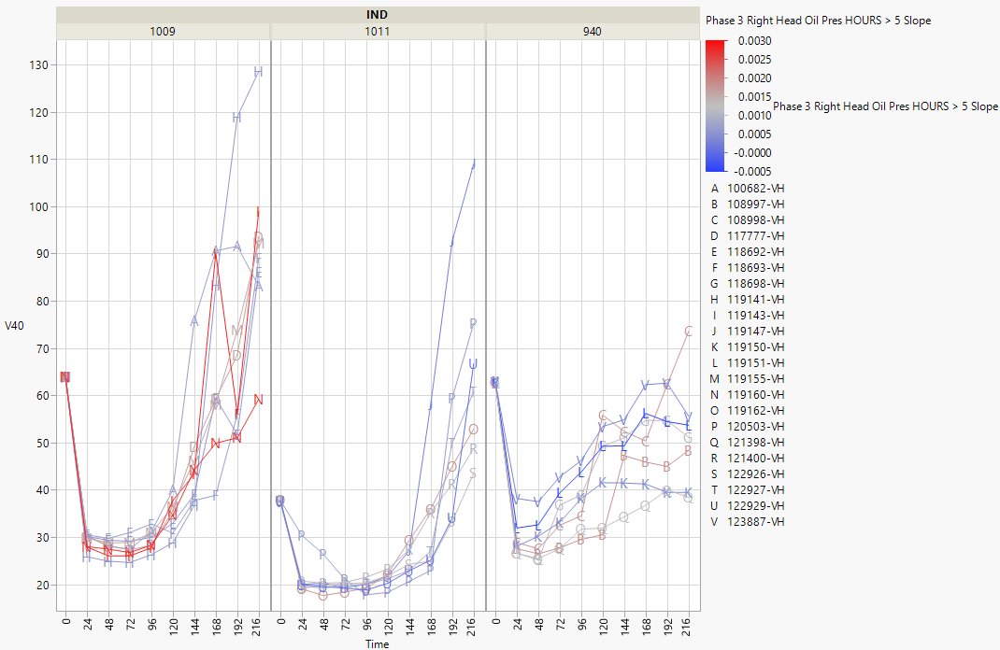 IND
1009 1011 940
Phase 3 Right Head Oil Pres HOURS > 5 Slope
0.0030
0.0025
0.0020
0.0015
0.0010
0.0005
-0.0000
-0.0005
Phase 3 Right Head Oil Pres HOURS > 5 Slope
A 100682-VH
B 108997-VH
C 108998-VH
D 117777-VH
E 118692-VH
F 118693-VH
G 118698-VH
H 119141-VH
I 119143-VH
J 119147-VH
K 119150-VH
L 119151-VH
M 119155-VH
N 119160-VH
O 119162-VH
P 120503-VH
Q 121398-VH
R 121400-VH
S 122926-VH
T 122927-VH
U 122929-VH
V 123887-VH
V40
130
120
110
100
90
80
70
60
50
40
30
20
0 24 48 72 96 120 144 168 192 216 0 24 48 72 96 120 144 168 192 216 0 24 48 72 96 120 144 168 192 216
Time